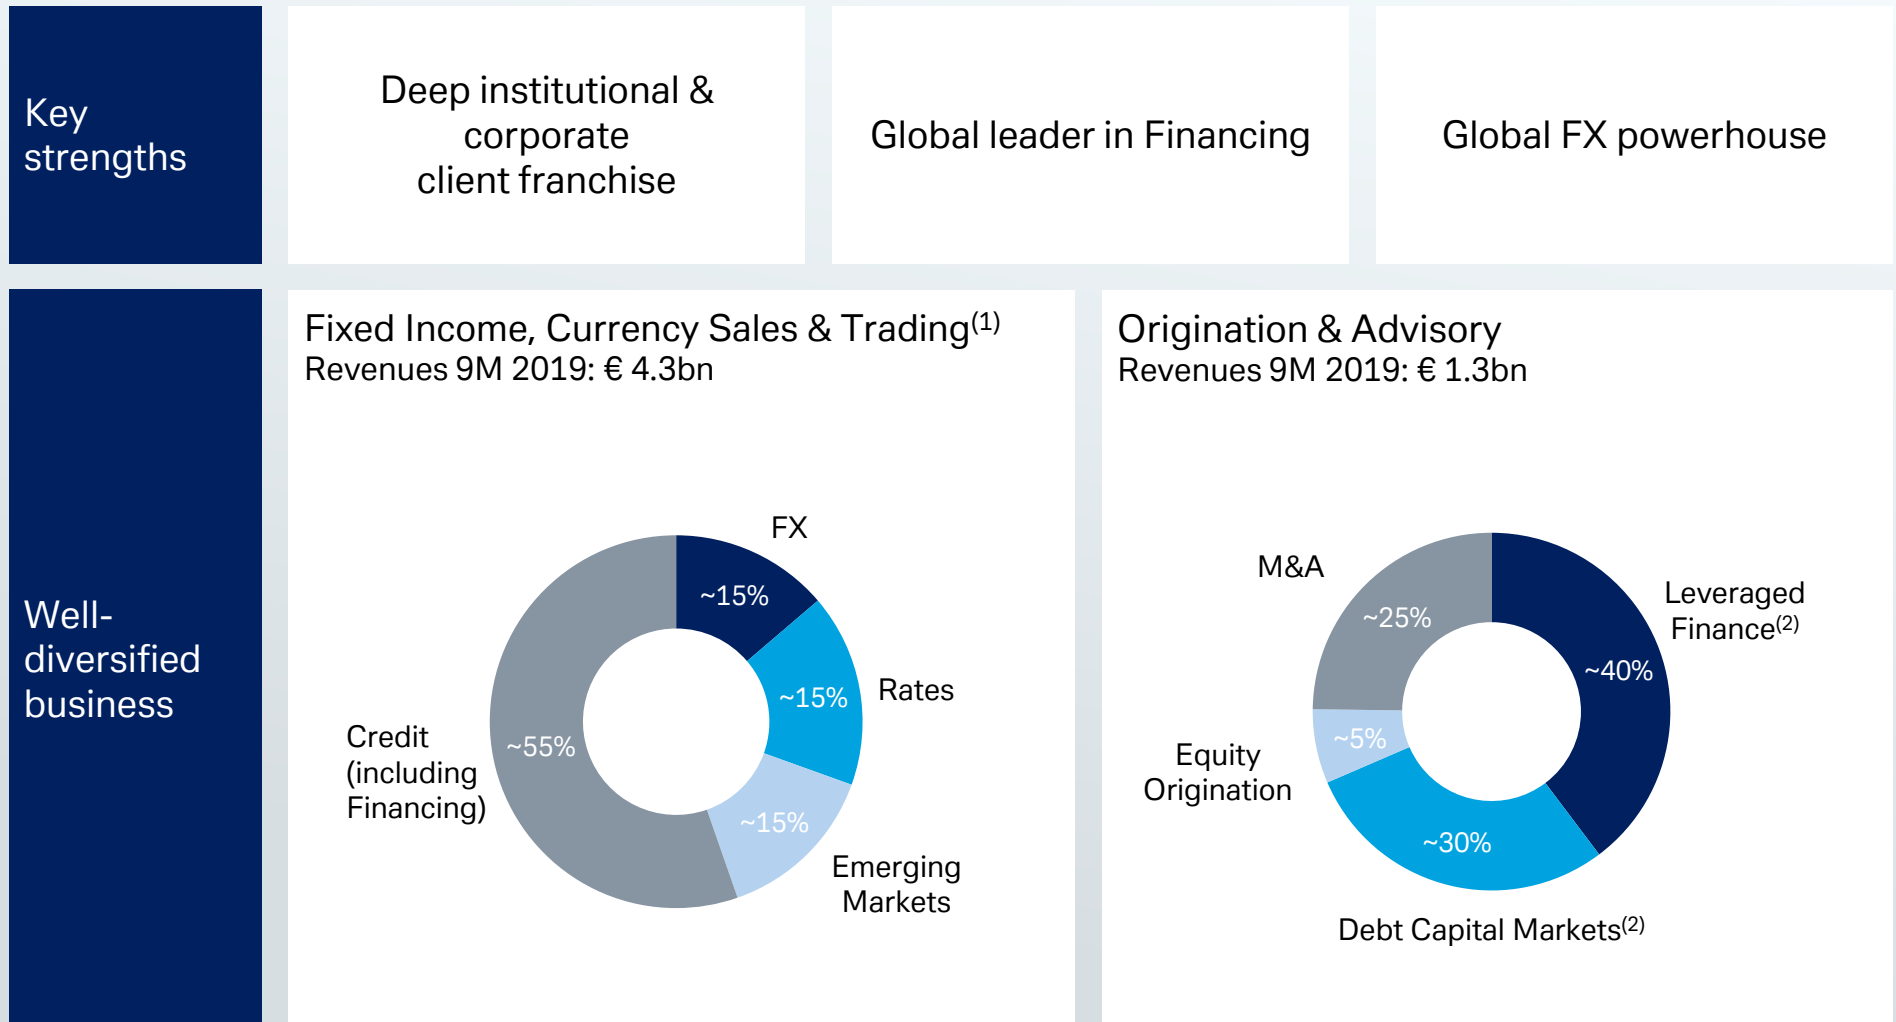 Key
strengths
Deep institutional &
corporate
client franchise
Global leader in Financing
Global FX powerhouse
Well-
diversified
business
Fixed Income, Currency Sales & Trading(1)
Revenues 9M 2019: € 4.3bn
FX
~15%
Rates
~15%
Emerging
Markets
~15%
Credit
(including
Financing)
~55%
Origination & Advisory
Revenues 9M 2019: € 1.3bn
M&A
~25%
Leveraged
Finance(2)
~40%
Equity
Origination
~5%
~30%
Debt Capital Markets(2)